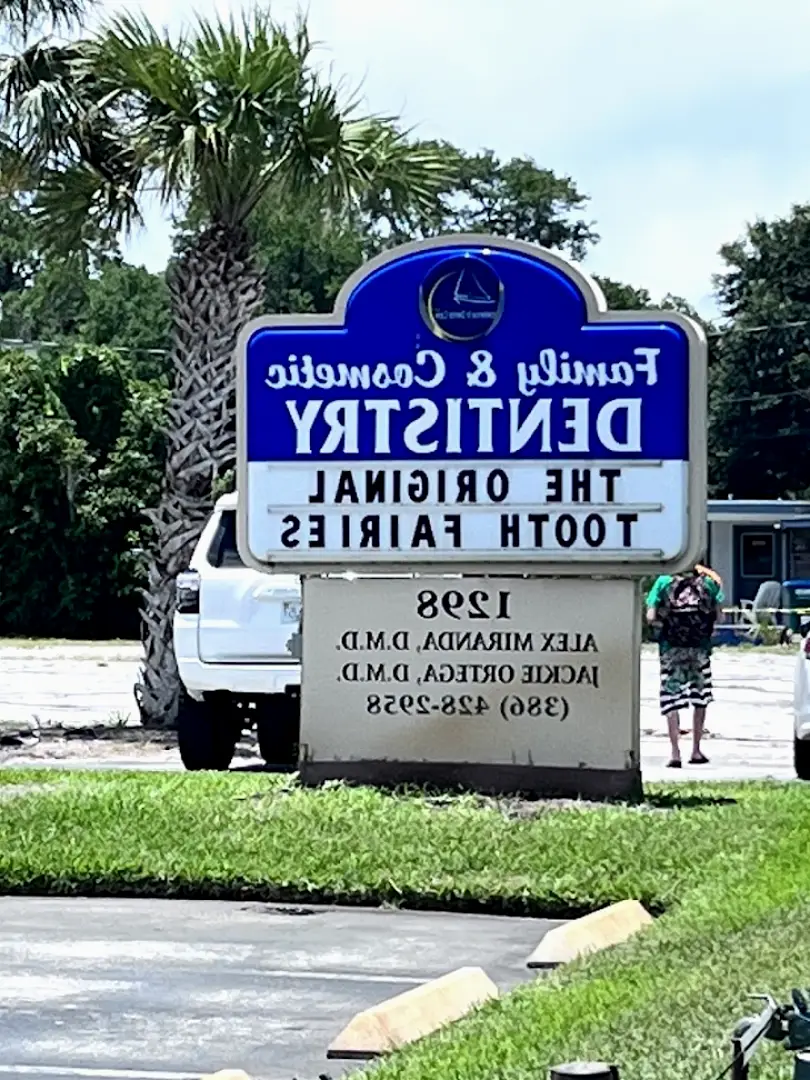 Family & Cosmetic
DENTISTRY
THE ORIGINAL
TOOTH FAIRIES
1298
ALEX MIRANDA, D.M.D.
JACKIE ORTEGA, D.M.D.
(386) 428-2958